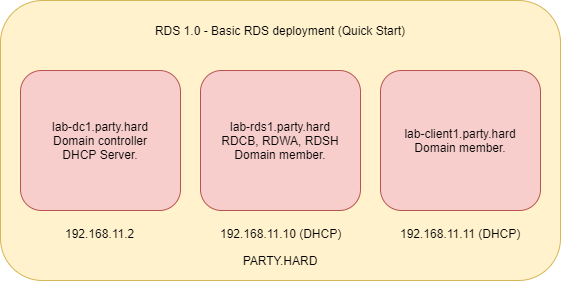 RDS 1.0 - Basic RDS deployment (Quick Start)
lab-dc1.party.hard
Domain controller
DHCP Server.
lab-rds1.party.hard
RDCB, RDWA, RDSH
Domain member.
lab-client1.party.hard
Domain member.
192.168.11.2
192.168.11.10 (DHCP)
192.168.11.11 (DHCP)
PARTY.HARD